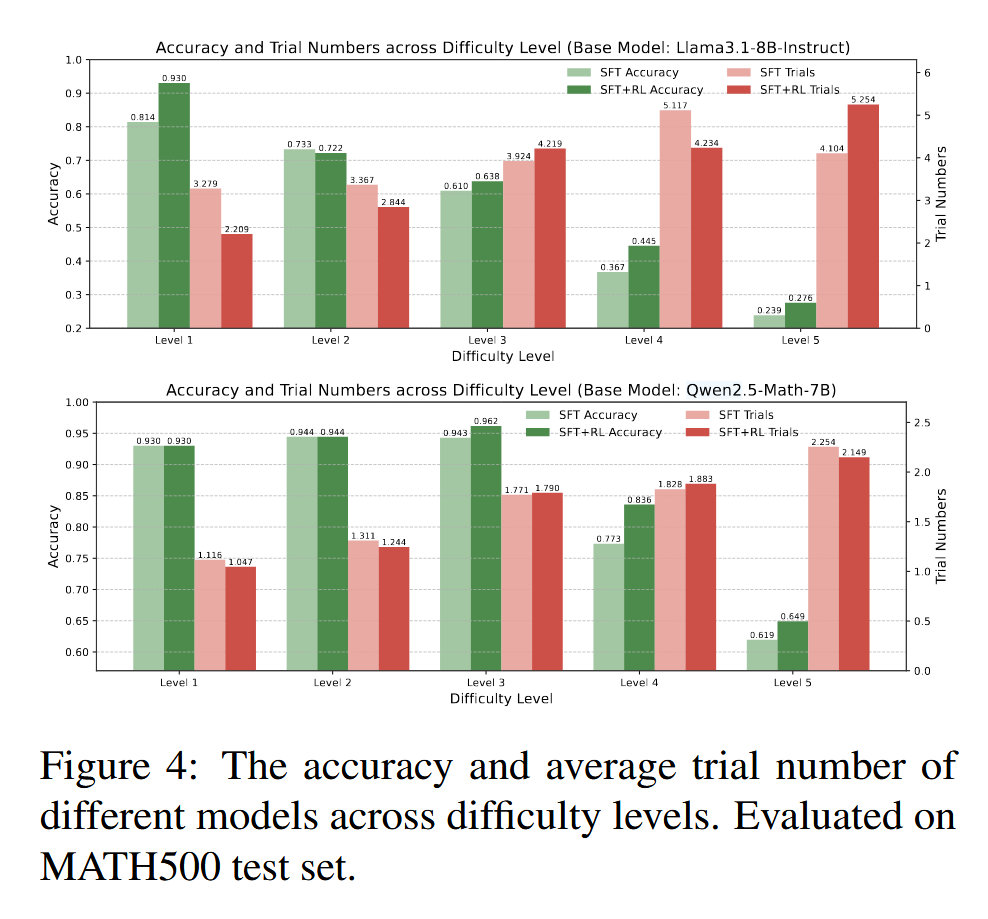 Accuracy and Trial Numbers across Difficulty Level (Base Model: Llama3.1-8B-Instruct)
SFT Accuracy
SFT+RL Accuracy
SFT Trials
SFT+RL Trials
Accuracy
1.0
0.9
0.8
0.7
0.6
0.5
0.4
0.3
0.2
Trial Numbers
6
5
4
3
2
1
0
0.814
0.930
3.279
2.209
0.733
0.722
3.367
2.844
0.610
0.638
3.924
4.219
0.367
0.445
5.117
4.234
0.239
0.276
4.104
5.254
Level 1
Level 2
Level 3
Level 4
Level 5
Difficulty Level
Accuracy and Trial Numbers across Difficulty Level (Base Model: Qwen2.5-Math-7B)
SFT Accuracy
SFT+RL Accuracy
SFT Trials
SFT+RL Trials
Accuracy
1.00
0.95
0.90
0.85
0.80
0.75
0.70
0.65
0.60
Trial Numbers
2.5
2.0
1.5
1.0
0.5
0.0
0.930
0.930
1.116
1.047
0.944
0.944
1.311
1.244
0.943
0.962
1.771
1.790
0.773
0.836
1.828
1.883
0.619
0.649
2.254
2.149
Level 1
Level 2
Level 3
Level 4
Level 5
Difficulty Level
Figure 4: The accuracy and average trial number of
different models across difficulty levels. Evaluated on
MATH500 test set.